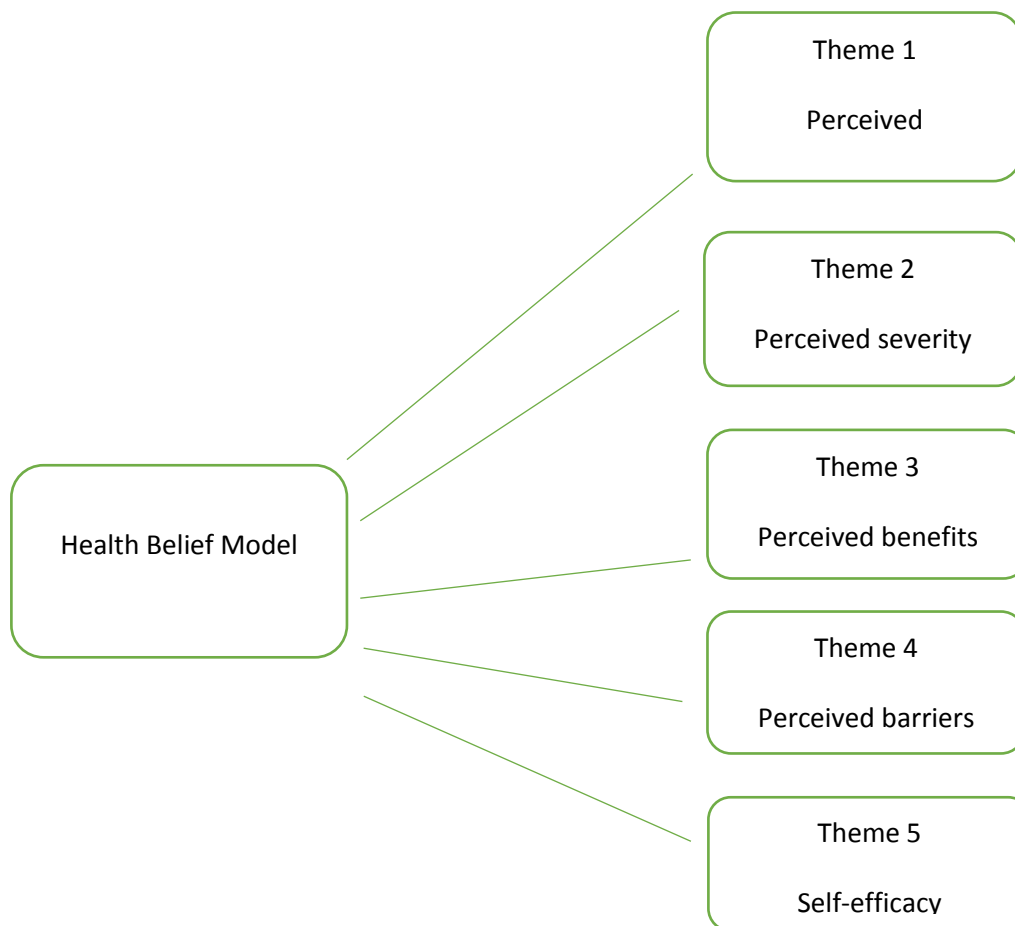 Theme 1
Perceived
Theme 2
Perceived severity
Health Belief Model
Theme 3
Perceived benefits
Theme 4
Perceived barriers
Theme 5
Self-efficacy